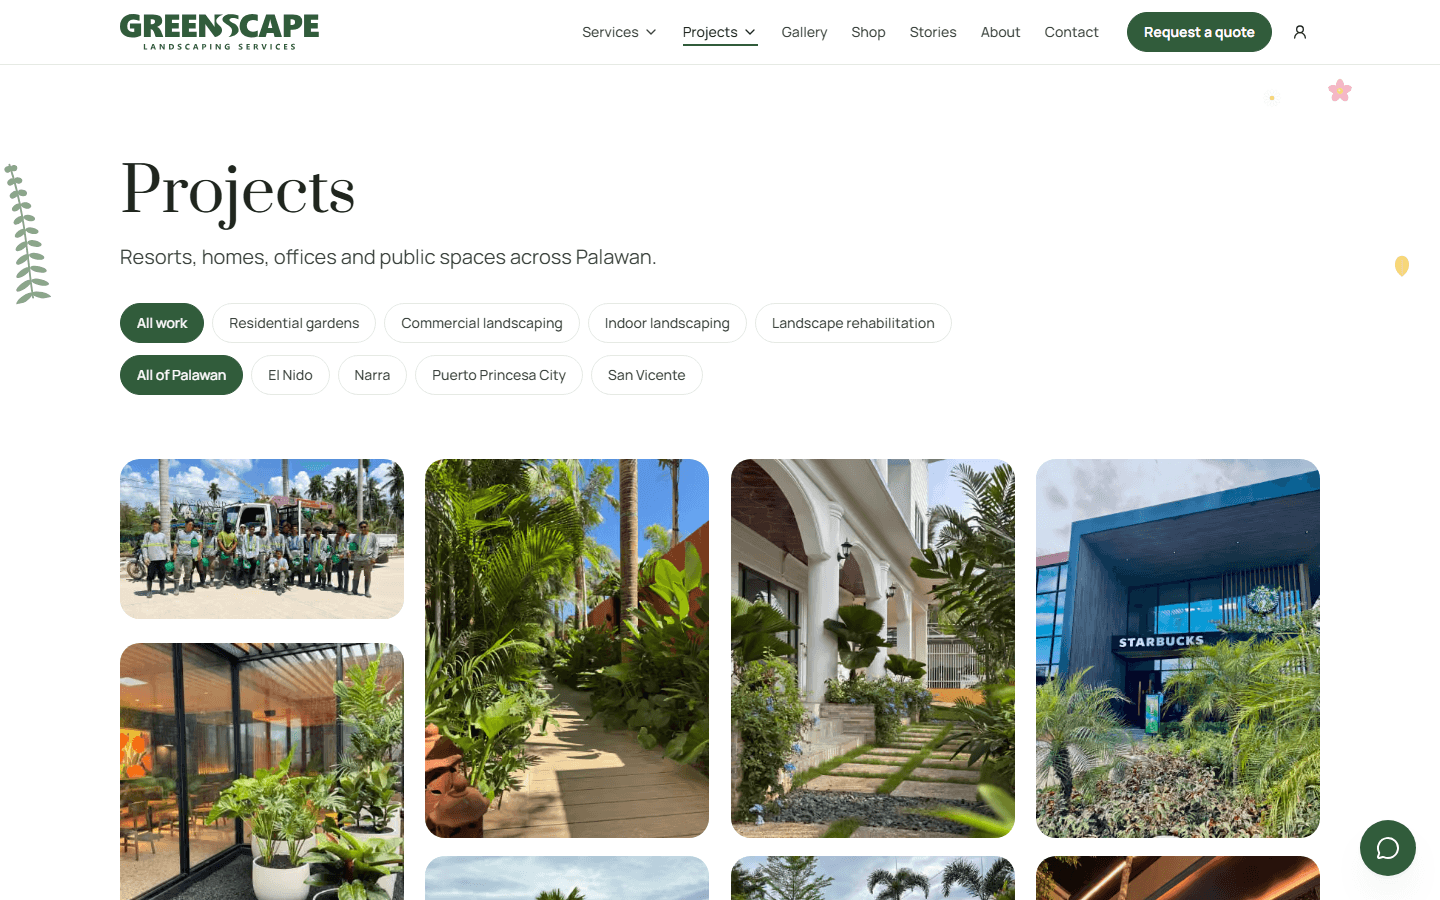 GREENSCAPE
LANDSCAPING SERVICES
Services Projects Gallery Shop Stories About Contact Request a quote
Projects
Resorts, homes, offices and public spaces across Palawan.
All work Residential gardens Commercial landscaping Indoor landscaping Landscape rehabilitation
All of Palawan El Nido Narra Puerto Princesa City San Vicente
STARBUCKS